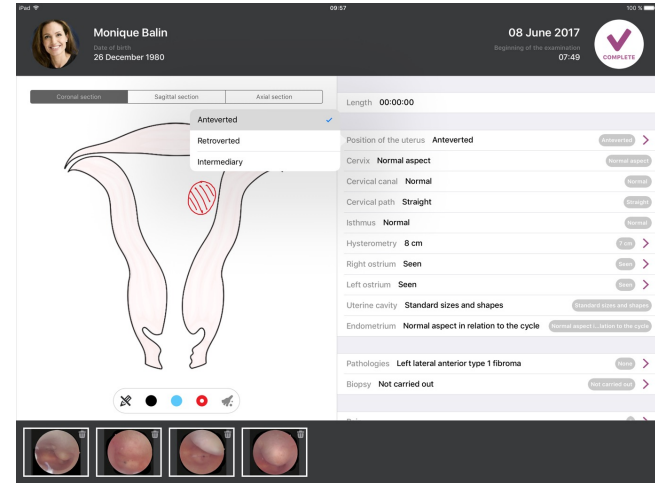 iPad 09:57 100 %
Monique Balin
Date of birth
26 December 1980
08 June 2017
Beginning of the examination
07:49
COMPLETE
Coronal section Sagittal section Axial section
Anteverted
Retroverted
Intermediary
Length 00:00:00
Position of the uterus Anteverted Anteverted
Cervix Normal aspect Normal aspect
Cervical canal Normal Normal
Cervical path Straight Straight
Isthmus Normal Normal
Hysterometry 8 cm 7 cm
Right ostrium Seen Seen
Left ostrium Seen Seen
Uterine cavity Standard sizes and shapes Standard sizes and shapes
Endometrium Normal aspect in relation to the cycle Normal aspect i...lation to the cycle
Pathologies Left lateral anterior type 1 fibroma None
Biopsy Not carried out Not carried out